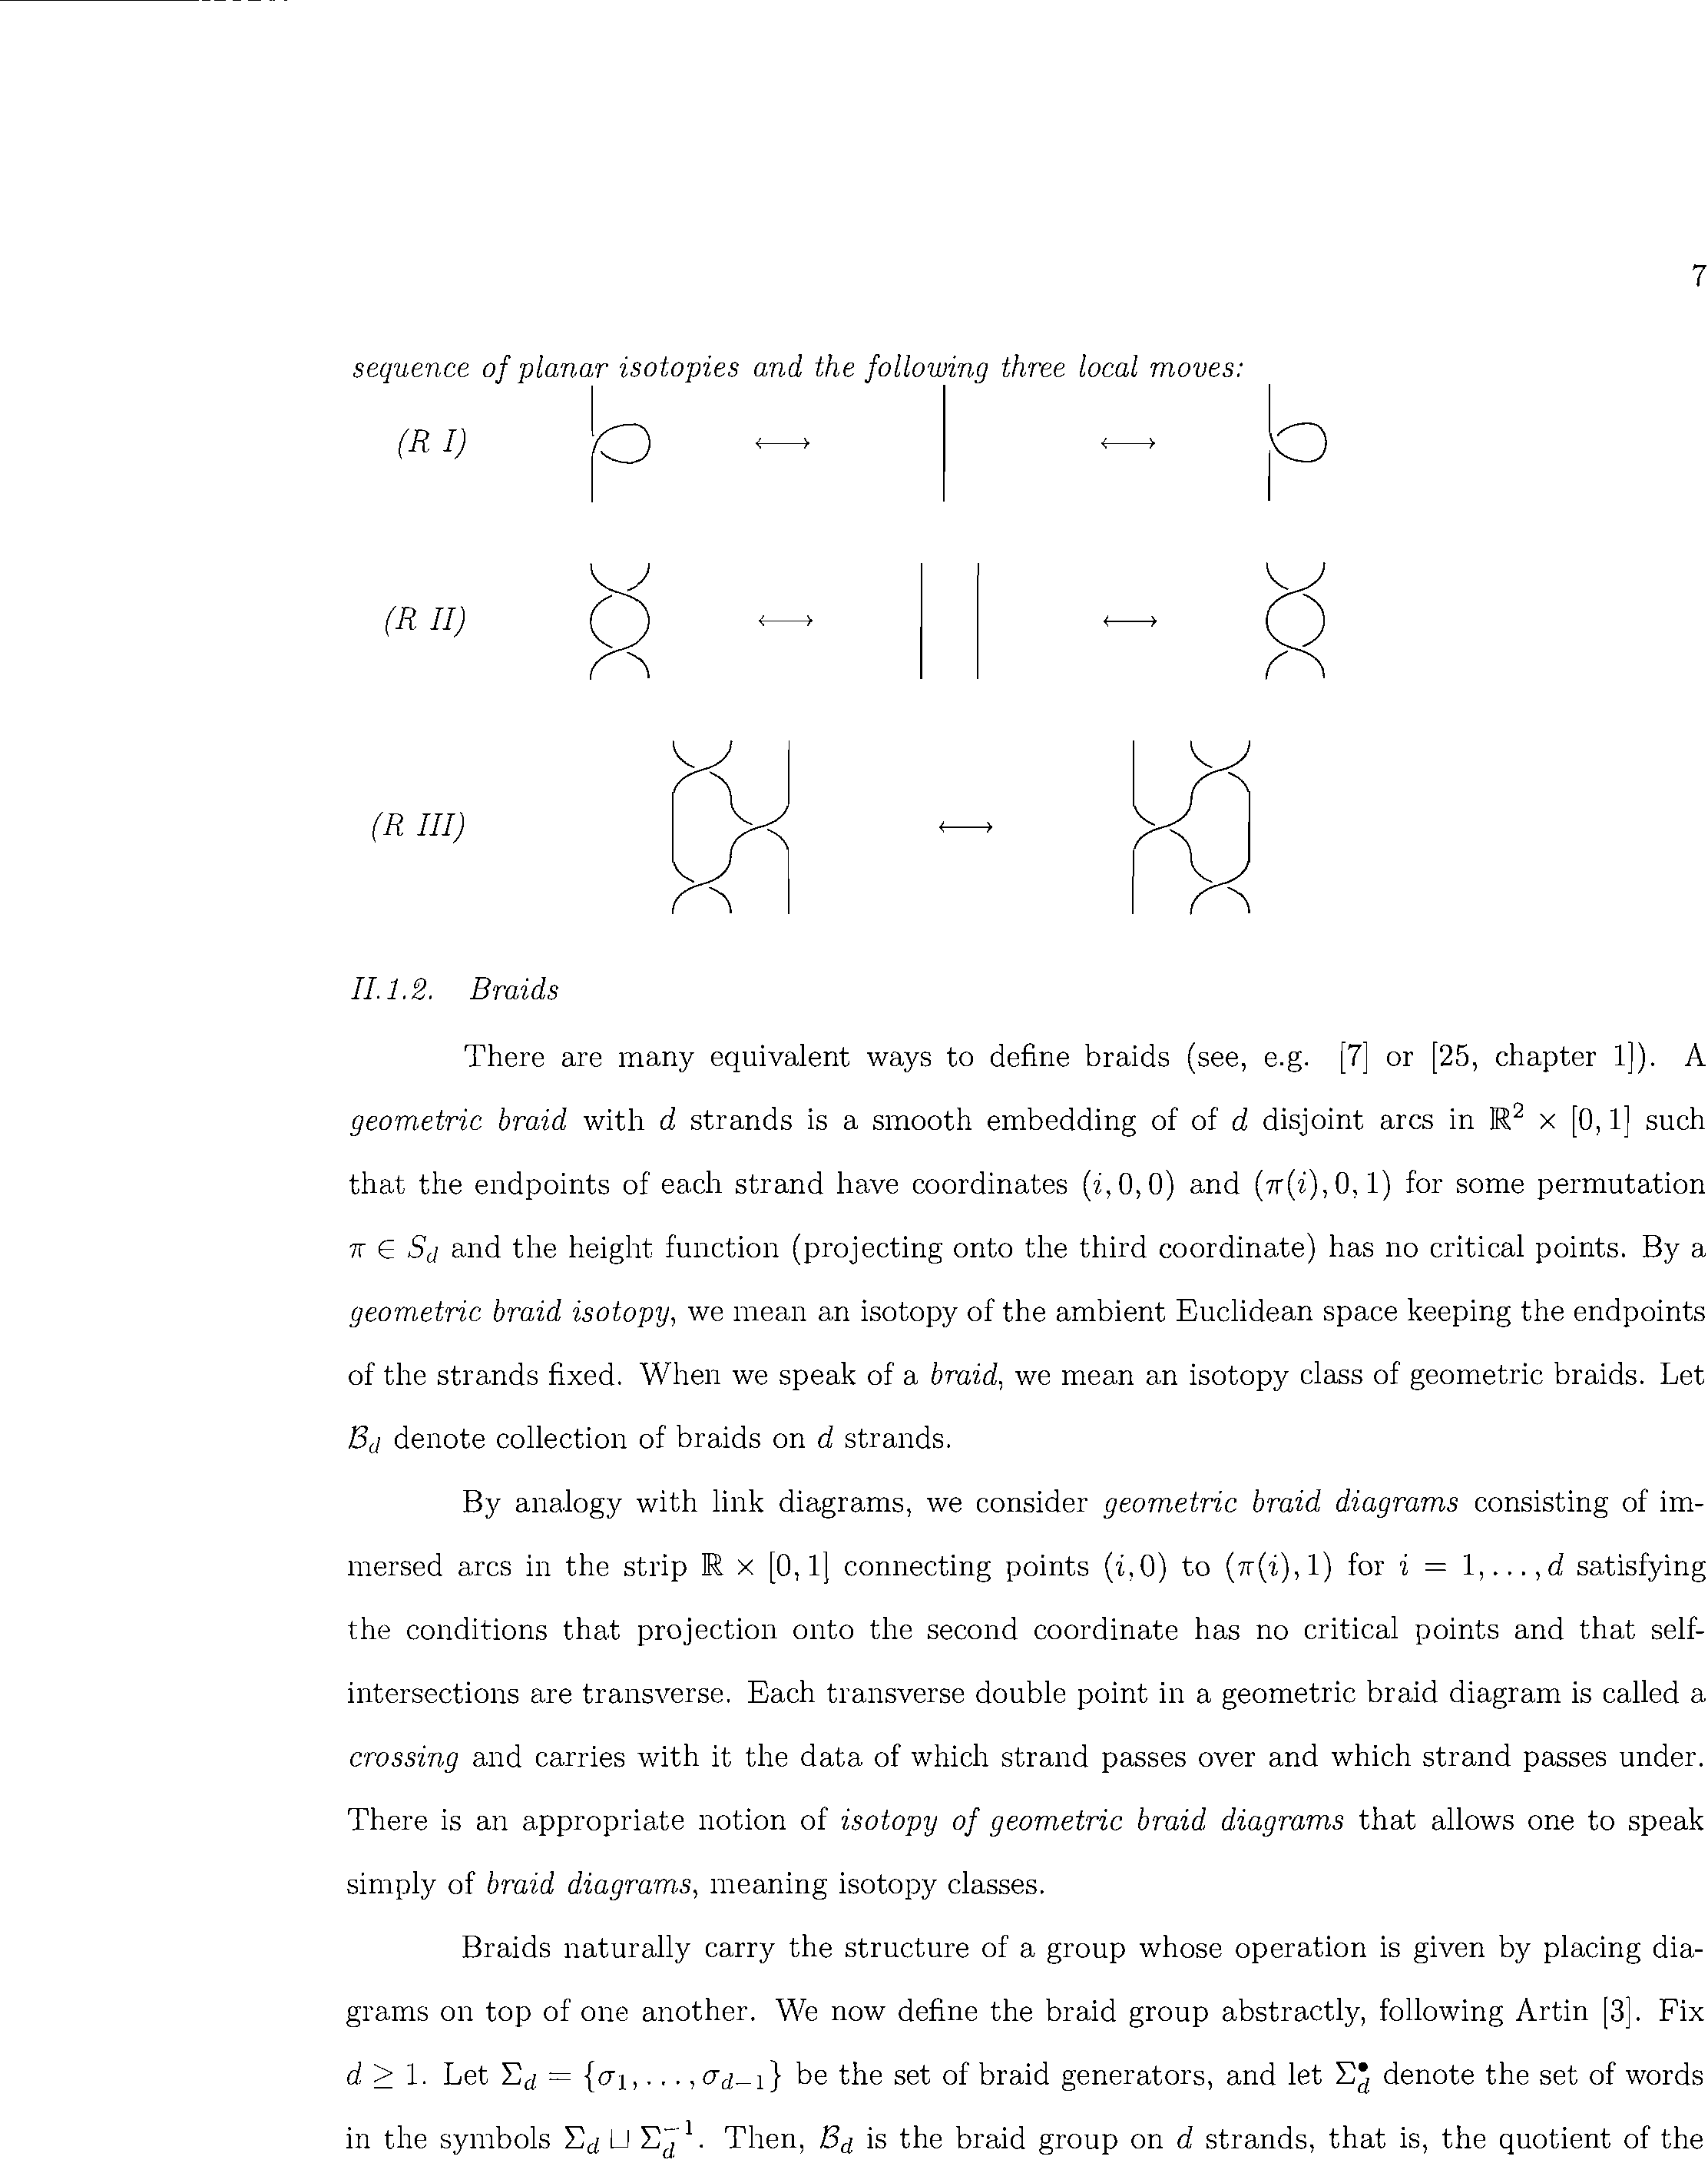 7
sequence of planar isotopies and the following three local moves:
(R I)
(R II)
(R III)
II.1.2. Braids
There are many equivalent ways to define braids (see, e.g. [7] or [25, chapter 1]). A
geometric braid with d strands is a smooth embedding of of d disjoint arcs in ℝ² × [0, 1] such
that the endpoints of each strand have coordinates (i, 0, 0) and (π(i), 0, 1) for some permutation
π ∈ S_d and the height function (projecting onto the third coordinate) has no critical points. By a
geometric braid isotopy, we mean an isotopy of the ambient Euclidean space keeping the endpoints
of the strands fixed. When we speak of a braid, we mean an isotopy class of geometric braids. Let
ℬ_d denote collection of braids on d strands.
By analogy with link diagrams, we consider geometric braid diagrams consisting of im-
mersed arcs in the strip ℝ × [0, 1] connecting points (i, 0) to (π(i), 1) for i = 1, . . . , d satisfying
the conditions that projection onto the second coordinate has no critical points and that self-
intersections are transverse. Each transverse double point in a geometric braid diagram is called a
crossing and carries with it the data of which strand passes over and which strand passes under.
There is an appropriate notion of isotopy of geometric braid diagrams that allows one to speak
simply of braid diagrams, meaning isotopy classes.
Braids naturally carry the structure of a group whose operation is given by placing dia-
grams on top of one another. We now define the braid group abstractly, following Artin [3]. Fix
d ≥ 1. Let Σ_d = {σ₁, . . . , σ_{d−1}} be the set of braid generators, and let Σ_d^• denote the set of words
in the symbols Σ_d ⊔ Σ_d^{−1}. Then, ℬ_d is the braid group on d strands, that is, the quotient of the